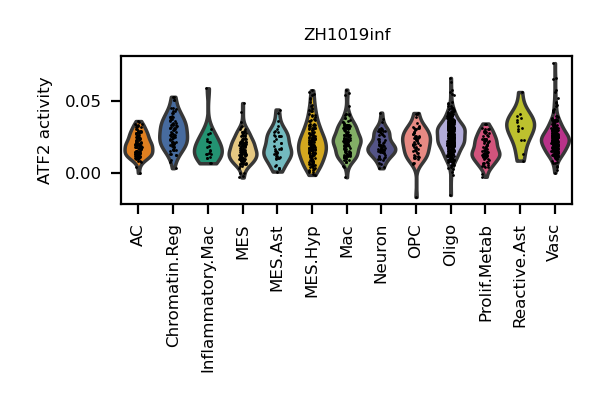 ZH1019inf
ATF2 activity
0.05
0.00
AC
Chromatin.Reg
Inflammatory.Mac
MES
MES.Ast
MES.Hyp
Mac
Neuron
OPC
Oligo
Prolif.Metab
Reactive.Ast
Vasc